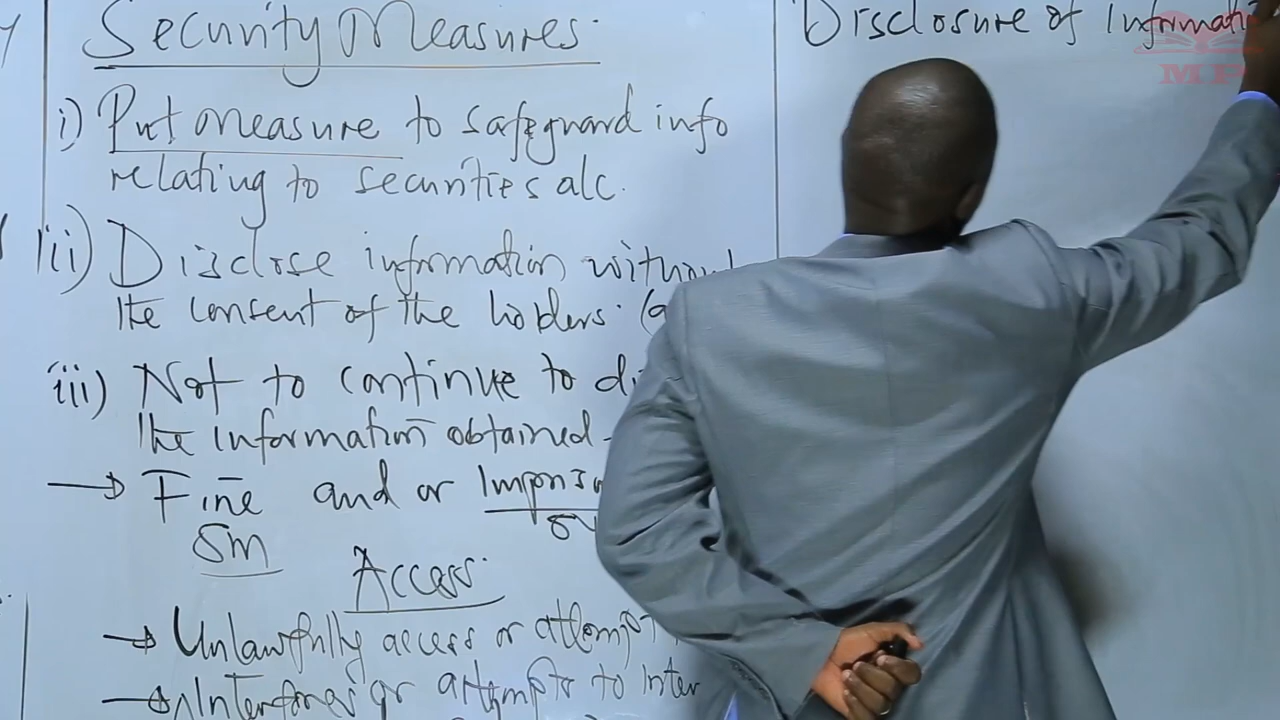 Security Measures.
i) Put measure to safeguard info
relating to securities a/c.
ii) Disclose information without
the consent of the holders.
iii) Not to continue to
the information obtained
→ Fine and or
5m
Access.
→ Unlawfully access or attempt
→ Interferes or attempts to Inter
Disclosure of Informati
MP